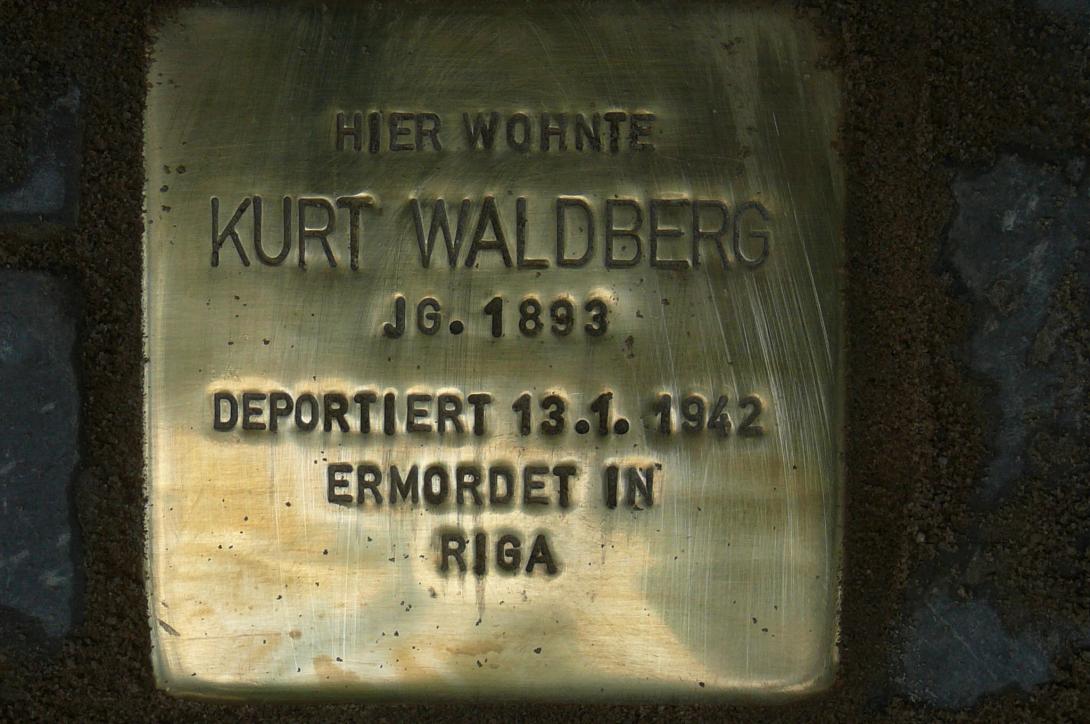 HIER WOHNTE
KURT WALDBERG
JG. 1893
DEPORTIERT 13.1. 1942
ERMORDET IN
RIGA